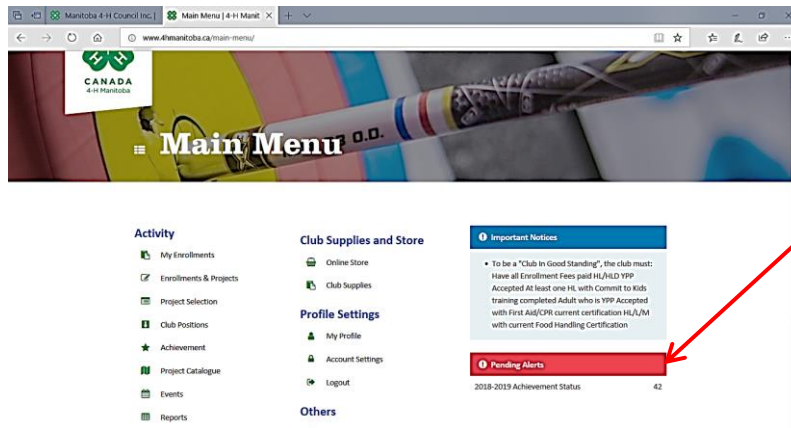 Manitoba 4-H Council Inc. |
Main Menu | 4-H Manit
www.4hmanitoba.ca/main-menu/
H H
CANADA
4-H Manitoba
3 O.D.
Main Menu
Activity
My Enrollments
Enrollments & Projects
Project Selection
Club Positions
Achievement
Project Catalogue
Events
Reports
Club Supplies and Store
Online Store
Club Supplies
Profile Settings
My Profile
Account Settings
Logout
Others
Important Notices
To be a "Club In Good Standing", the club must:
Have all Enrollment Fees paid HL/HLD YPP
Accepted At least one HL with Commit to Kids
training completed Adult who is YPP Accepted
with First Aid/CPR current certification HL/L/M
with current Food Handling Certification
Pending Alerts
2018-2019 Achievement Status 42